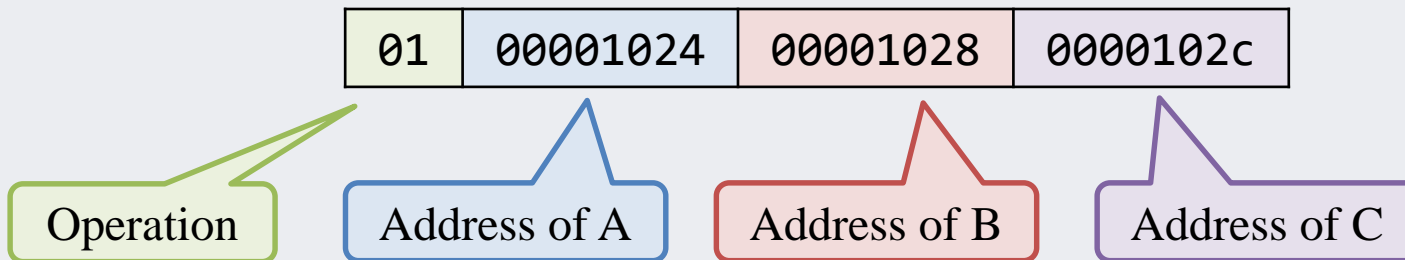 01 00001024 00001028 0000102c
Operation Address of A Address of B Address of C